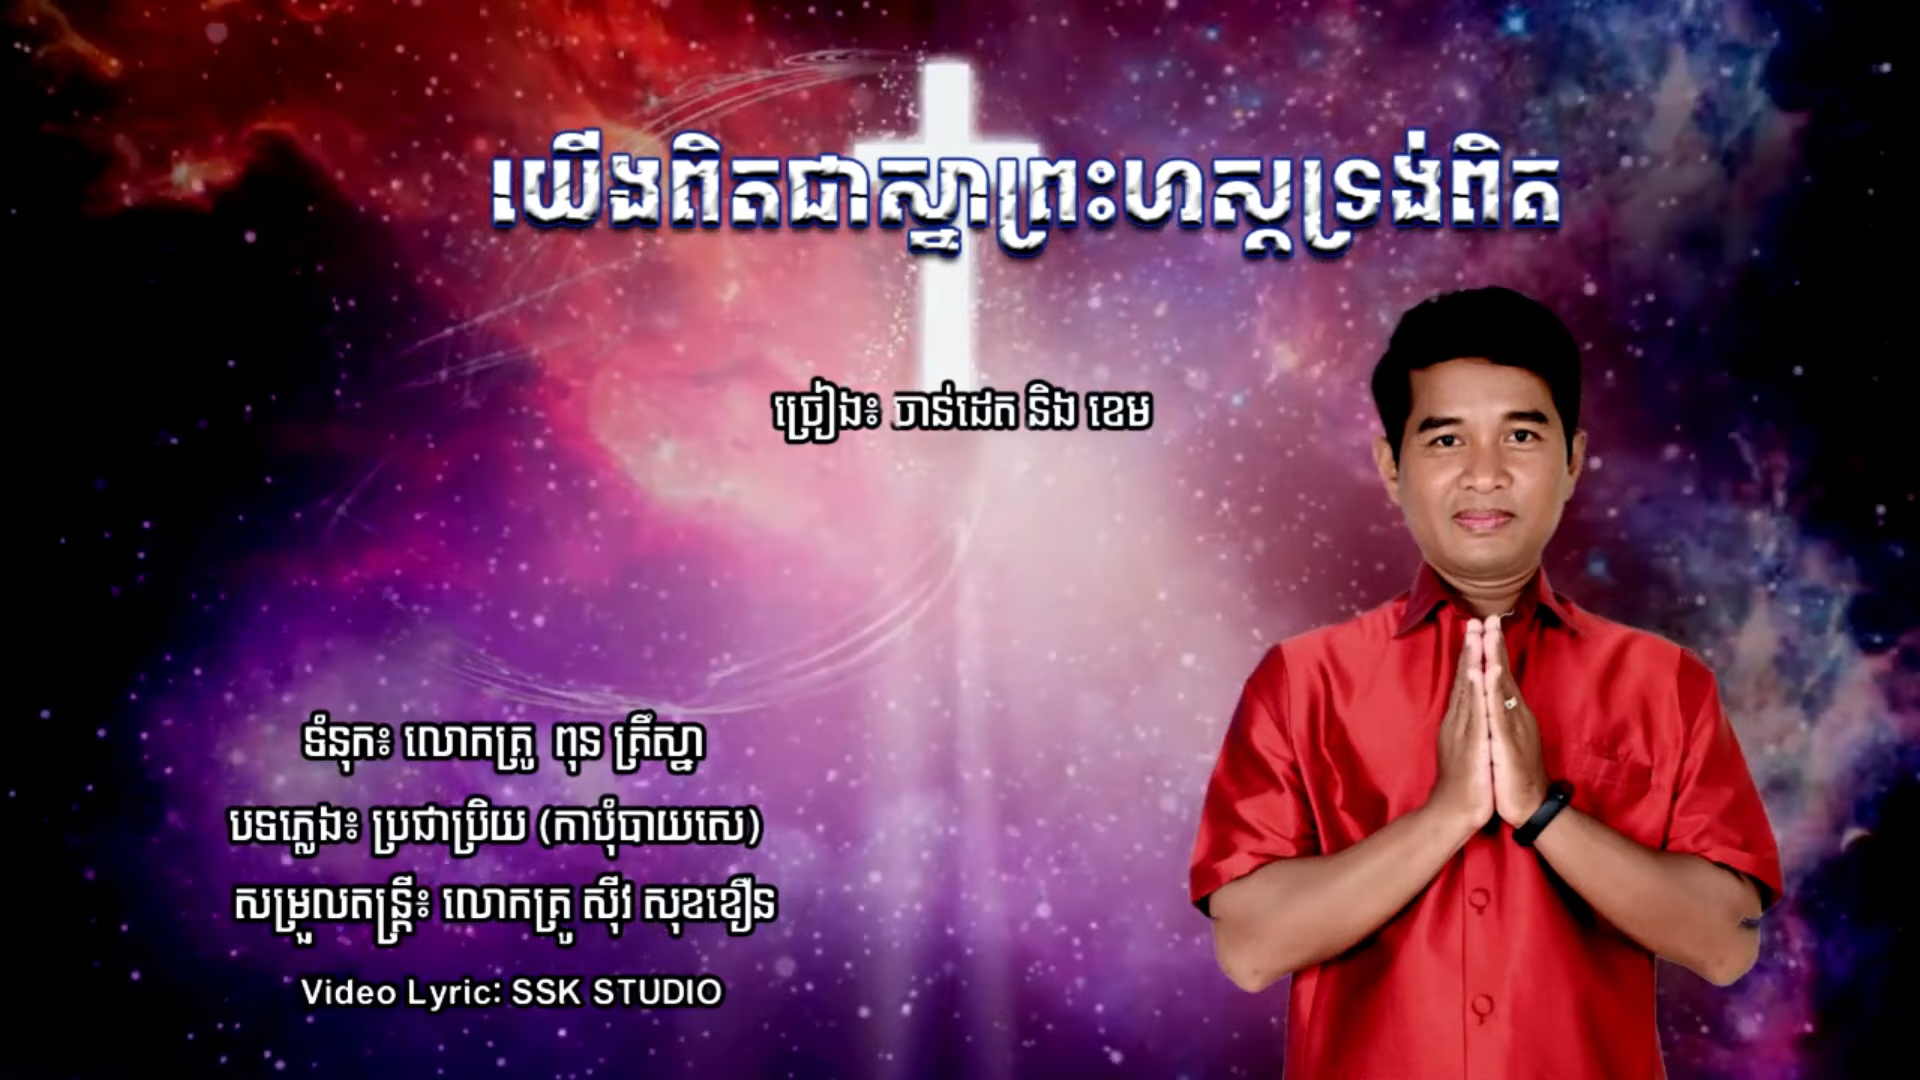 យើងពិតជាស្នាព្រះហស្តទ្រង់ពិត
ច្រៀង៖ ចាន់ដេត និង ខេម
ទំនុក៖ លោកគ្រូ ពុទ គ្រីស្នា
បទភ្លេង៖ ប្រជាប្រិយ (កាប៉ុំបាយសេ)
សម្រួលតន្ត្រី៖ លោកគ្រូ ស៊ីវ សុខខឿន
Video Lyric: SSK STUDIO